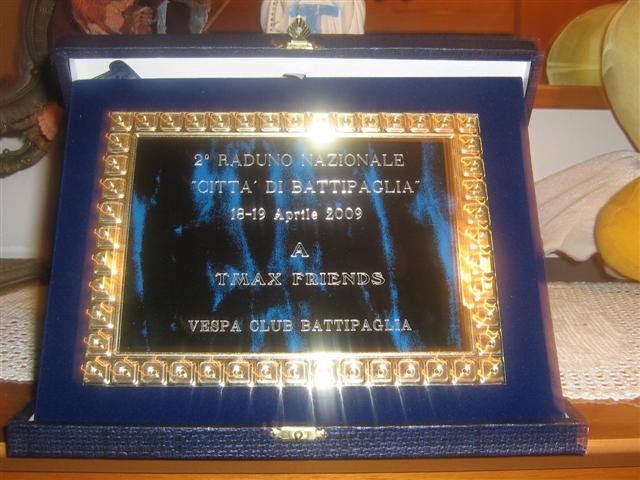 2° RADUNO NAZIONALE
"CITTA' DI BATTIPAGLIA"
18-19 Aprile 2009
A
TMAX FRIENDS
VESPA CLUB BATTIPAGLIA